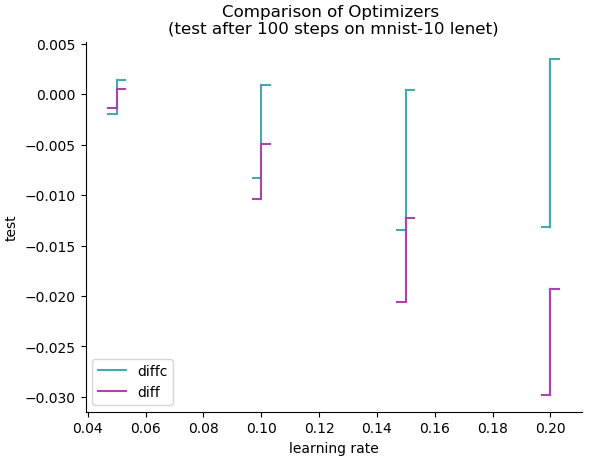 Comparison of Optimizers
(test after 100 steps on mnist-10 lenet)
0.005
0.000
−0.005
−0.010
−0.015
−0.020
−0.025
−0.030
test
diffc
diff
0.04 0.06 0.08 0.10 0.12 0.14 0.16 0.18 0.20
learning rate